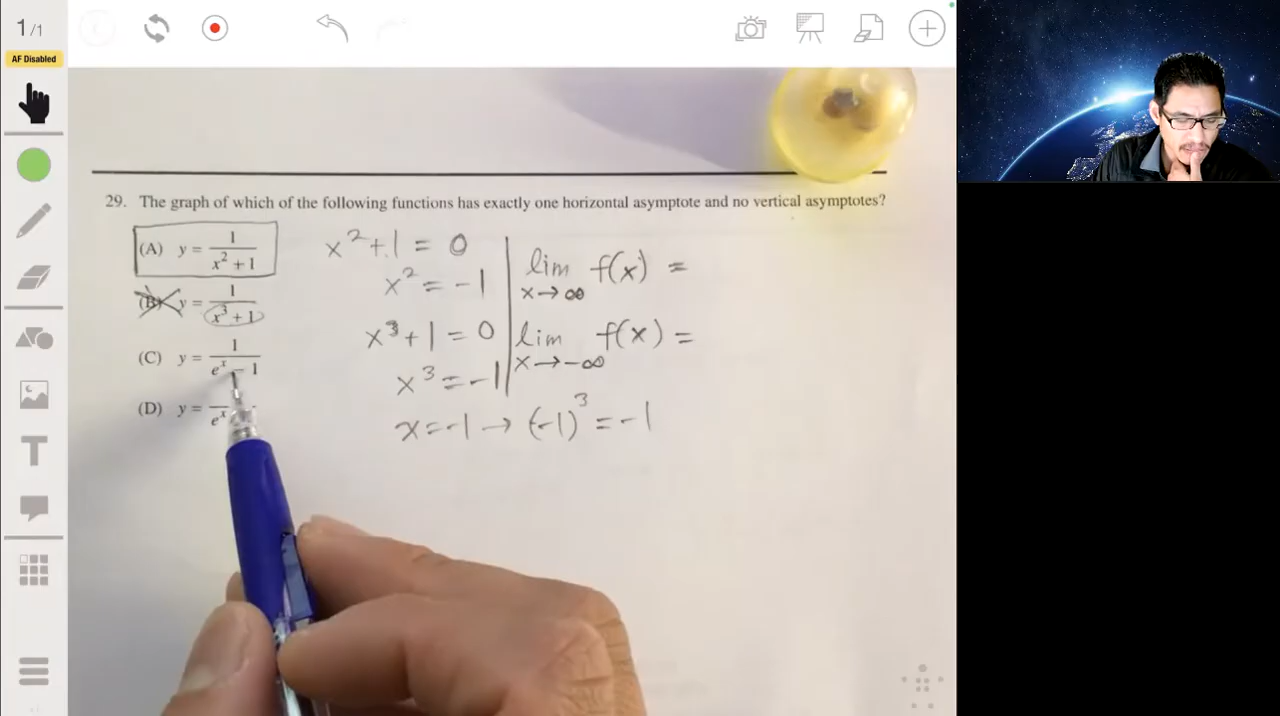 1/1
AF Disabled
29. The graph of which of the following functions has exactly one horizontal asymptote and no vertical asymptotes?
(A) y = 1/(x² + 1)
(B) y = 1/(x³ + 1)
(C) y = 1/(eˣ − 1)
(D) y = eˣ
x² + 1 = 0
x² = −1
x³ + 1 = 0
x³ = −1
x = −1 → (−1)³ = −1
lim x→∞ f(x) =
lim x→−∞ f(x) =
T